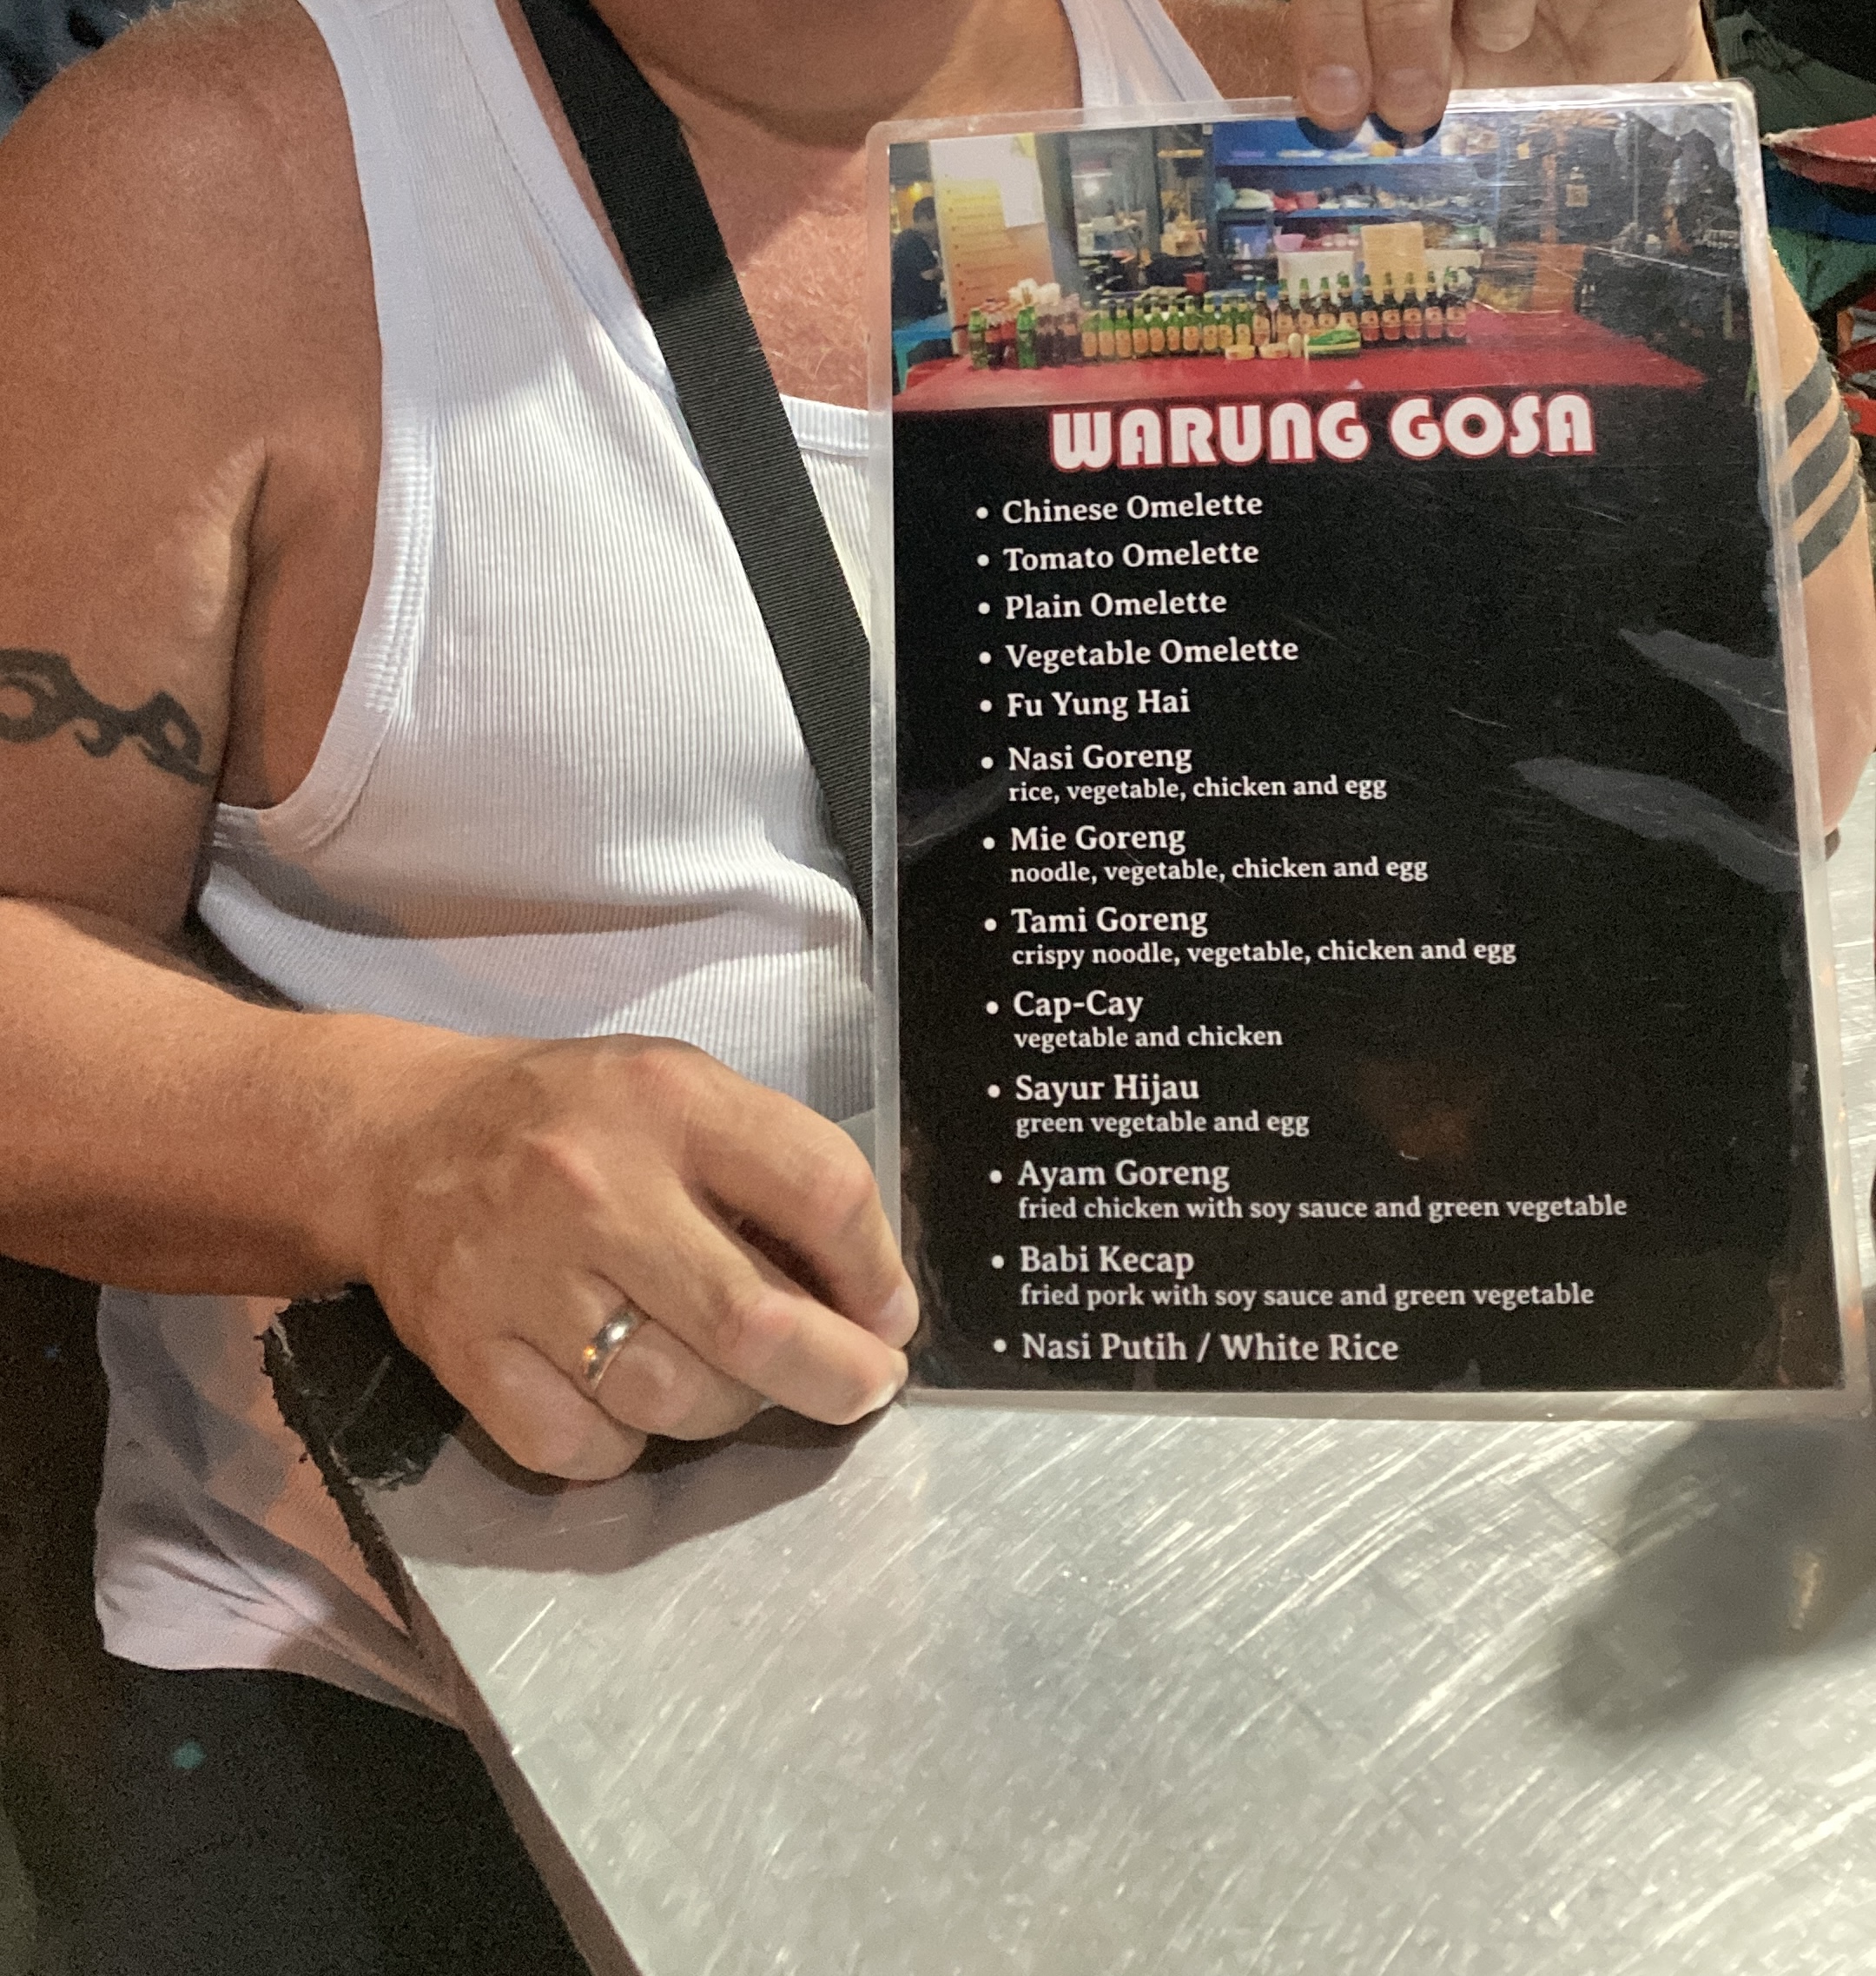 WARUNG GOSA
• Chinese Omelette
• Tomato Omelette
• Plain Omelette
• Vegetable Omelette
• Fu Yung Hai
• Nasi Goreng
rice, vegetable, chicken and egg
• Mie Goreng
noodle, vegetable, chicken and egg
• Tami Goreng
crispy noodle, vegetable, chicken and egg
• Cap-Cay
vegetable and chicken
• Sayur Hijau
green vegetable and egg
• Ayam Goreng
fried chicken with soy sauce and green vegetable
• Babi Kecap
fried pork with soy sauce and green vegetable
• Nasi Putih / White Rice